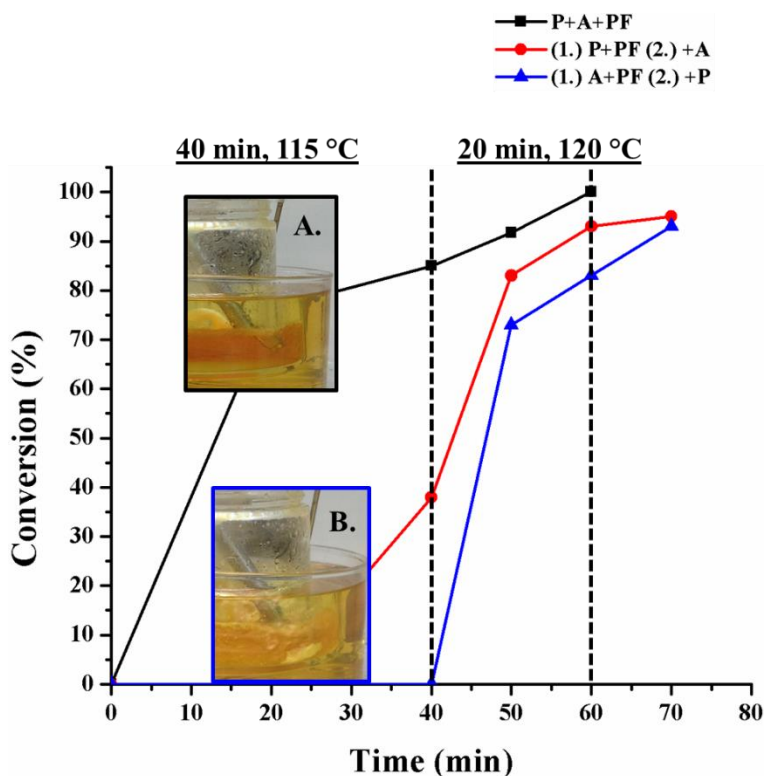 P+A+PF
(1.) P+PF (2.) +A
(1.) A+PF (2.) +P
40 min, 115 °C
20 min, 120 °C
100
90
80
70
60
50
40
30
20
10
0
Conversion (%)
A.
B.
0 10 20 30 40 50 60 70 80
Time (min)